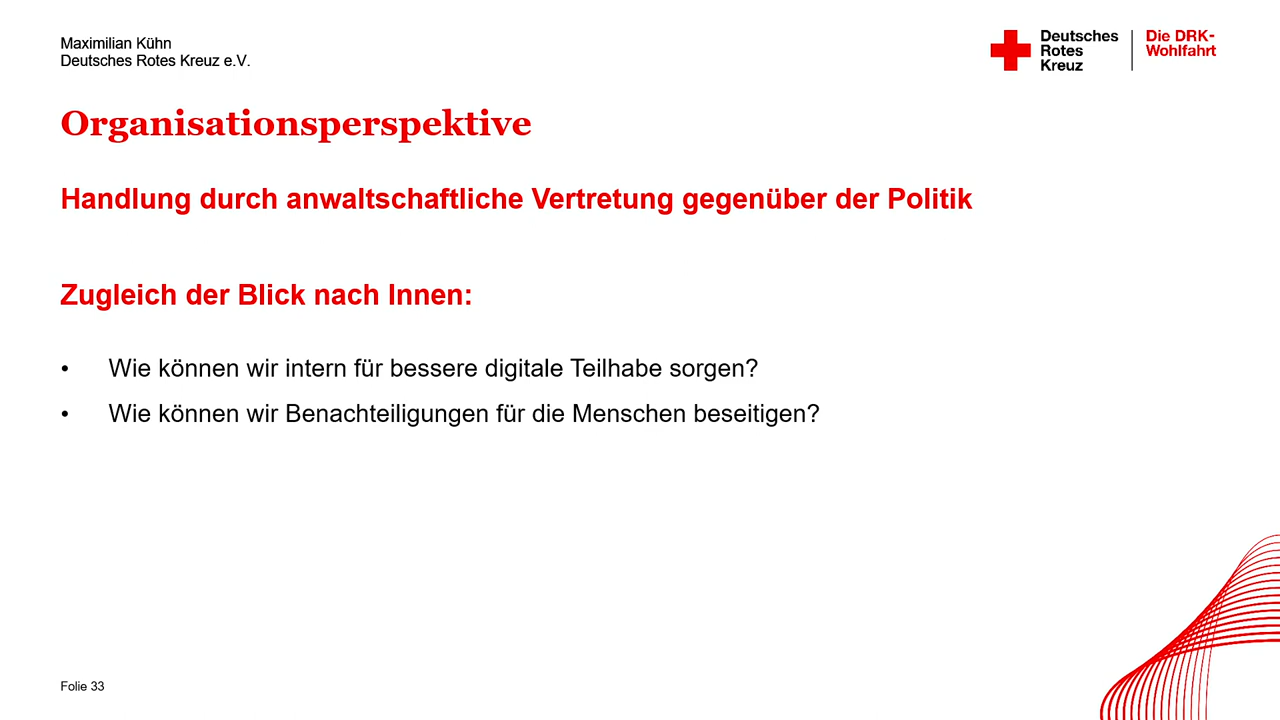 Maximilian Kühn
Deutsches Rotes Kreuz e.V.
Deutsches
Rotes
Kreuz
Die DRK-
Wohlfahrt
Organisationsperspektive
Handlung durch anwaltschaftliche Vertretung gegenüber der Politik
Zugleich der Blick nach Innen:
• Wie können wir intern für bessere digitale Teilhabe sorgen?
• Wie können wir Benachteiligungen für die Menschen beseitigen?
Folie 33